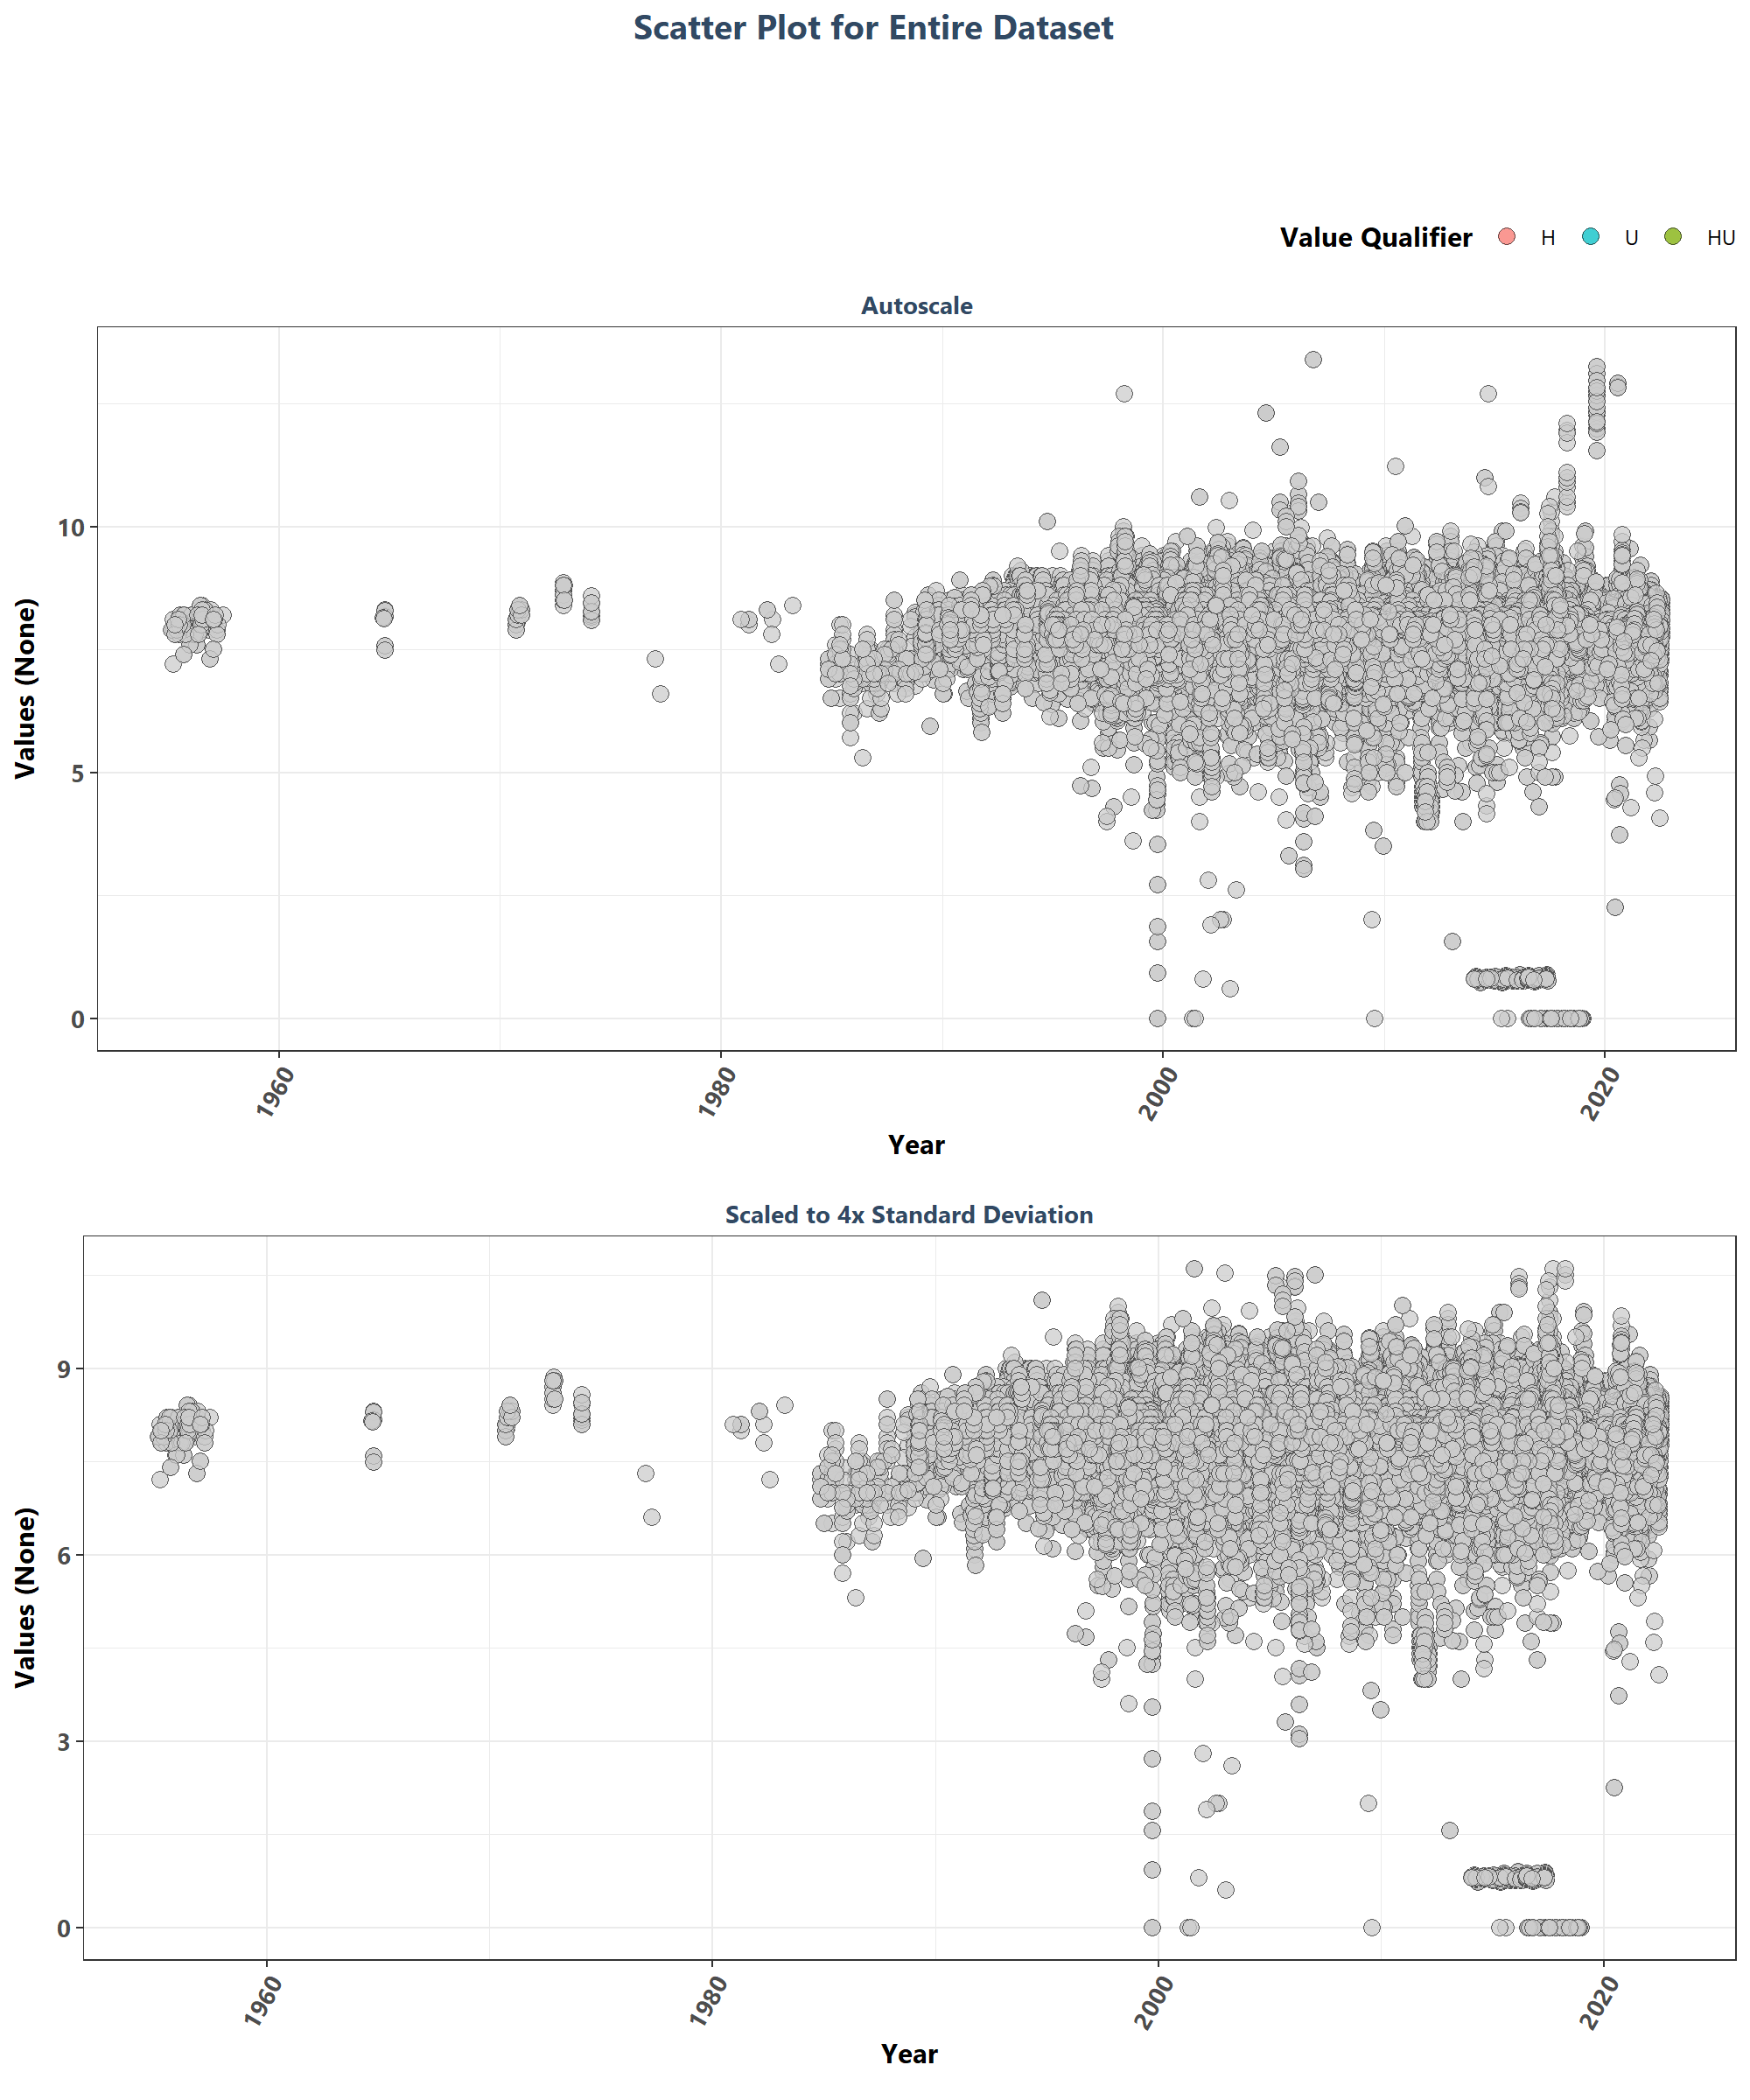 Scatter Plot for Entire Dataset
Value Qualifier H U HU
Autoscale
Values (None)
10
5
0
1960 1980 2000 2020
Year
Scaled to 4x Standard Deviation
Values (None)
9
6
3
0
1960 1980 2000 2020
Year